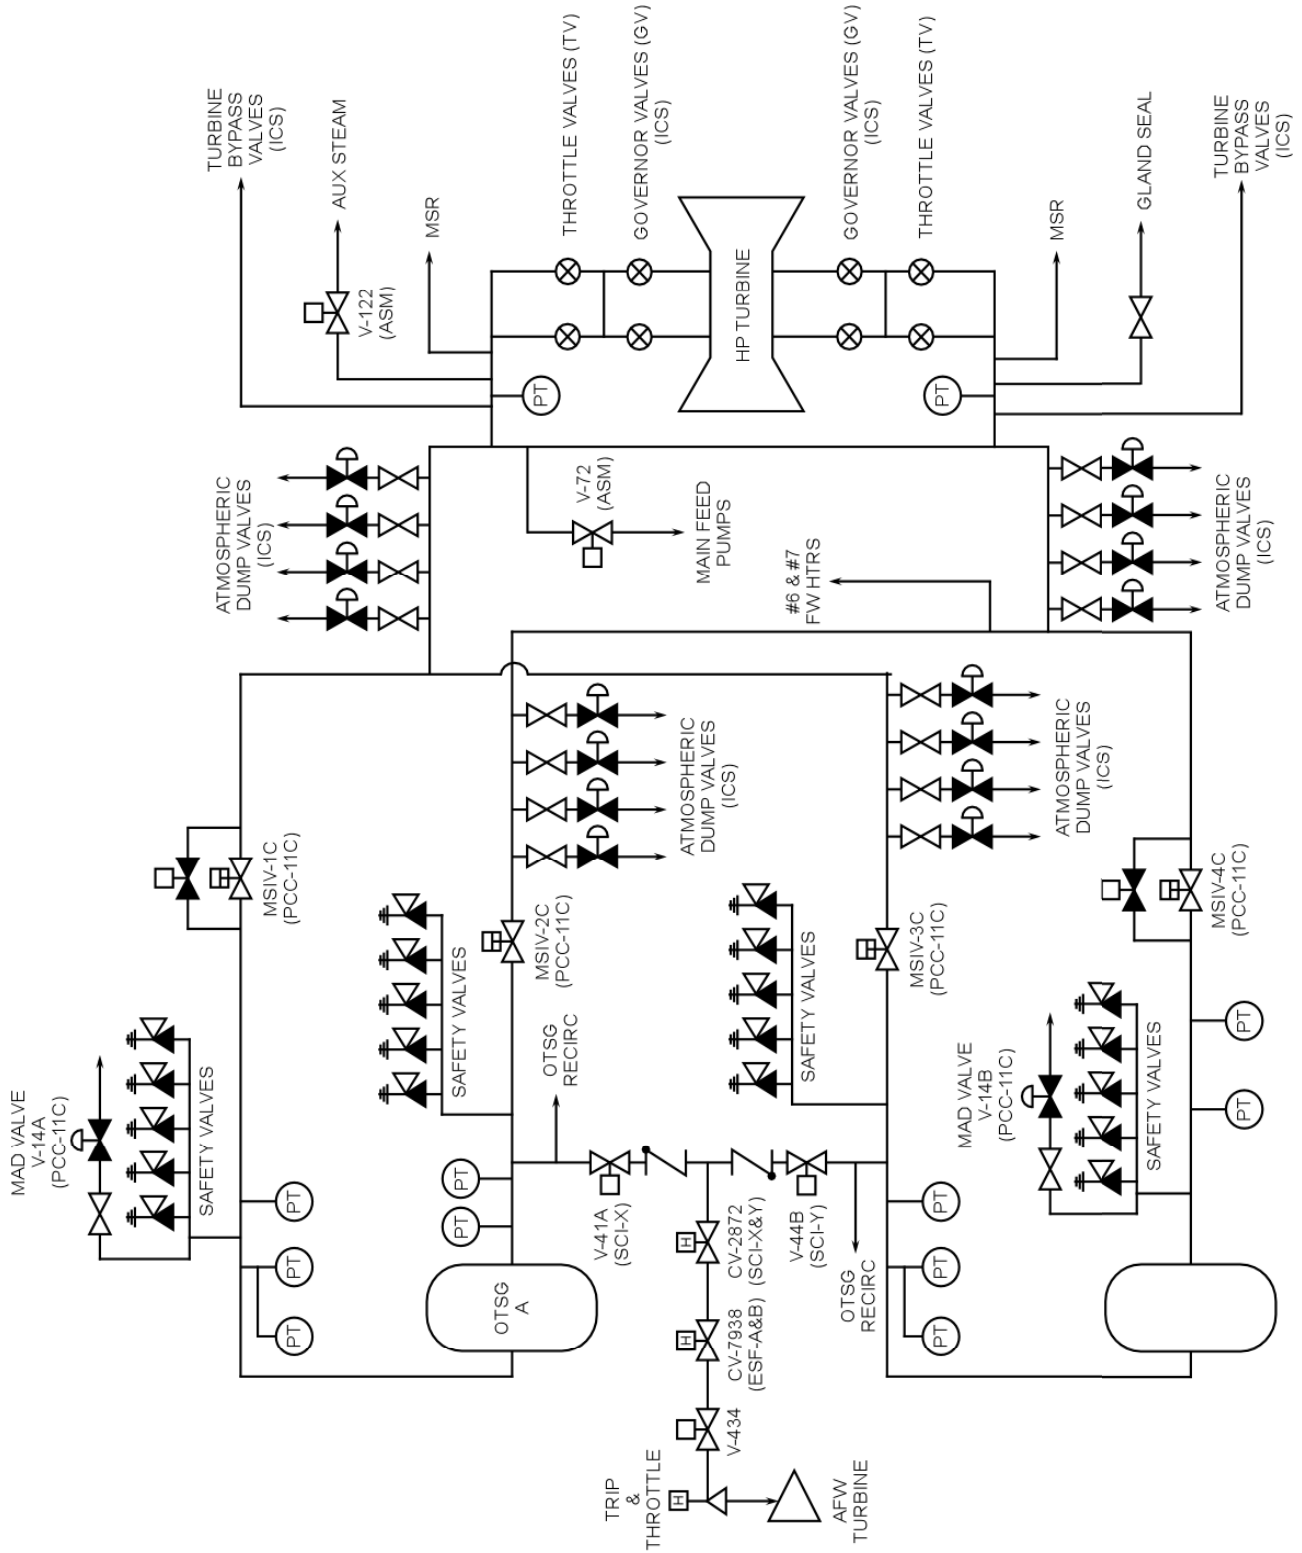 MAD VALVE
V-14A
(PCC-11C)
SAFETY VALVES
PT
PT
PT
MSIV-1C
(PCC-11C)
ATMOSPHERIC
DUMP VALVES
(ICS)
TURBINE
BYPASS
VALVES
(ICS)
AUX STEAM
V-122
(ASM)
MSR
OTSG
A
PT
PT
SAFETY VALVES
OTSG
RECIRC
MSIV-2C
(PCC-11C)
ATMOSPHERIC
DUMP VALVES
(ICS)
V-72
(ASM)
MAIN FEED
PUMPS
PT
THROTTLE VALVES (TV)
GOVERNOR VALVES (GV)
(ICS)
HP TURBINE
TRIP
&
THROTTLE
H
AFW
TURBINE
V-434
H
CV-7938
(ESF-A&B)
H
CV-2872
(SCI-X&Y)
V-41A
(SCI-X)
V-44B
(SCI-Y)
OTSG
RECIRC
#6 & #7
FW HTRS
GOVERNOR VALVES (GV)
(ICS)
THROTTLE VALVES (TV)
PT
SAFETY VALVES
PT
PT
PT
MSIV-3C
(PCC-11C)
ATMOSPHERIC
DUMP VALVES
(ICS)
MSR
GLAND SEAL
MAD VALVE
V-14B
(PCC-11C)
SAFETY VALVES
PT
PT
MSIV-4C
(PCC-11C)
ATMOSPHERIC
DUMP VALVES
(ICS)
TURBINE
BYPASS
VALVES
(ICS)